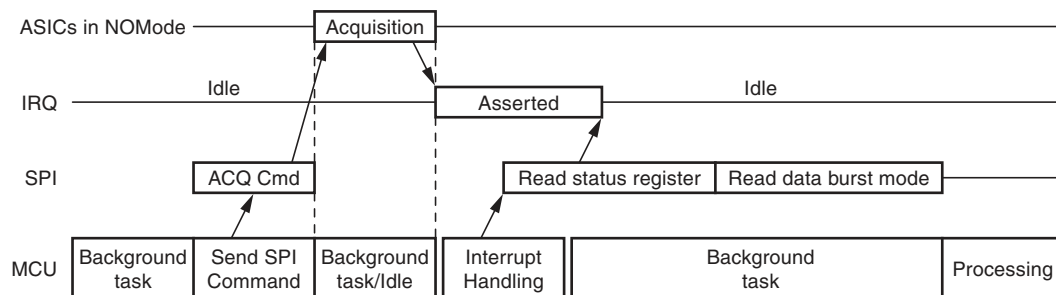 ASICs in NOMode
Acquisition
Idle
Idle
IRQ
Asserted
SPI
ACQ Cmd
Read status register
Read data burst mode
MCU
Background
task
Send SPI
Command
Background
task/Idle
Interrupt
Handling
Background
task
Processing